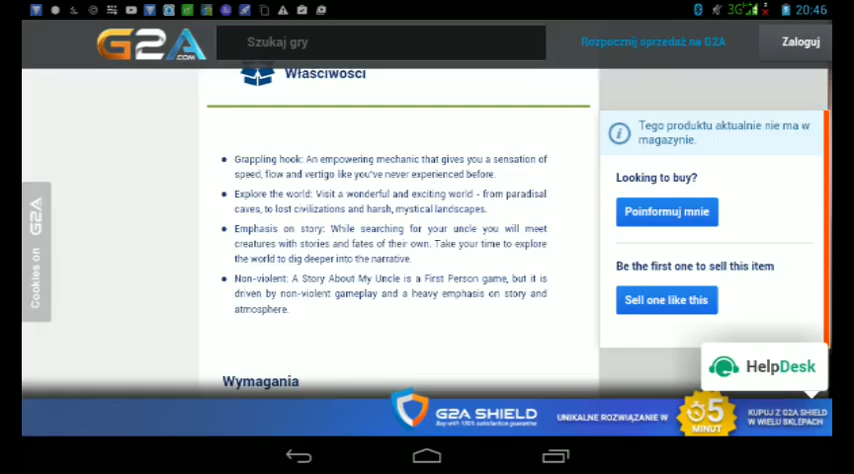 3G
20:46
G2A
.COM
Szukaj gry
Rozpocznij sprzedaż na G2A
Zaloguj
Właściwości
Tego produktu aktualnie nie ma w
magazynie.
Grappling hook: An empowering mechanic that gives you a sensation of
speed, flow and vertigo like you've never experienced before.
Explore the world: Visit a wonderful and exciting world - from paradisal
caves, to lost civilizations and harsh, mystical landscapes.
Emphasis on story: While searching for your uncle you will meet
creatures with stories and fates of their own. Take your time to explore
the world to dig deeper into the narrative.
Non-violent: A Story About My Uncle is a First Person game, but it is
driven by non-violent gameplay and a heavy emphasis on story and
atmosphere.
Looking to buy?
Poinformuj mnie
Be the first one to sell this item
Sell one like this
Cookies on G2A
Wymagania
HelpDesk
G2A SHIELD
Buy with 100% satisfaction guarantee
UNIKALNE ROZWIĄZANIE W
5
MINUT
KUPUJ Z G2A SHIELD
W WIELU SKLEPACH